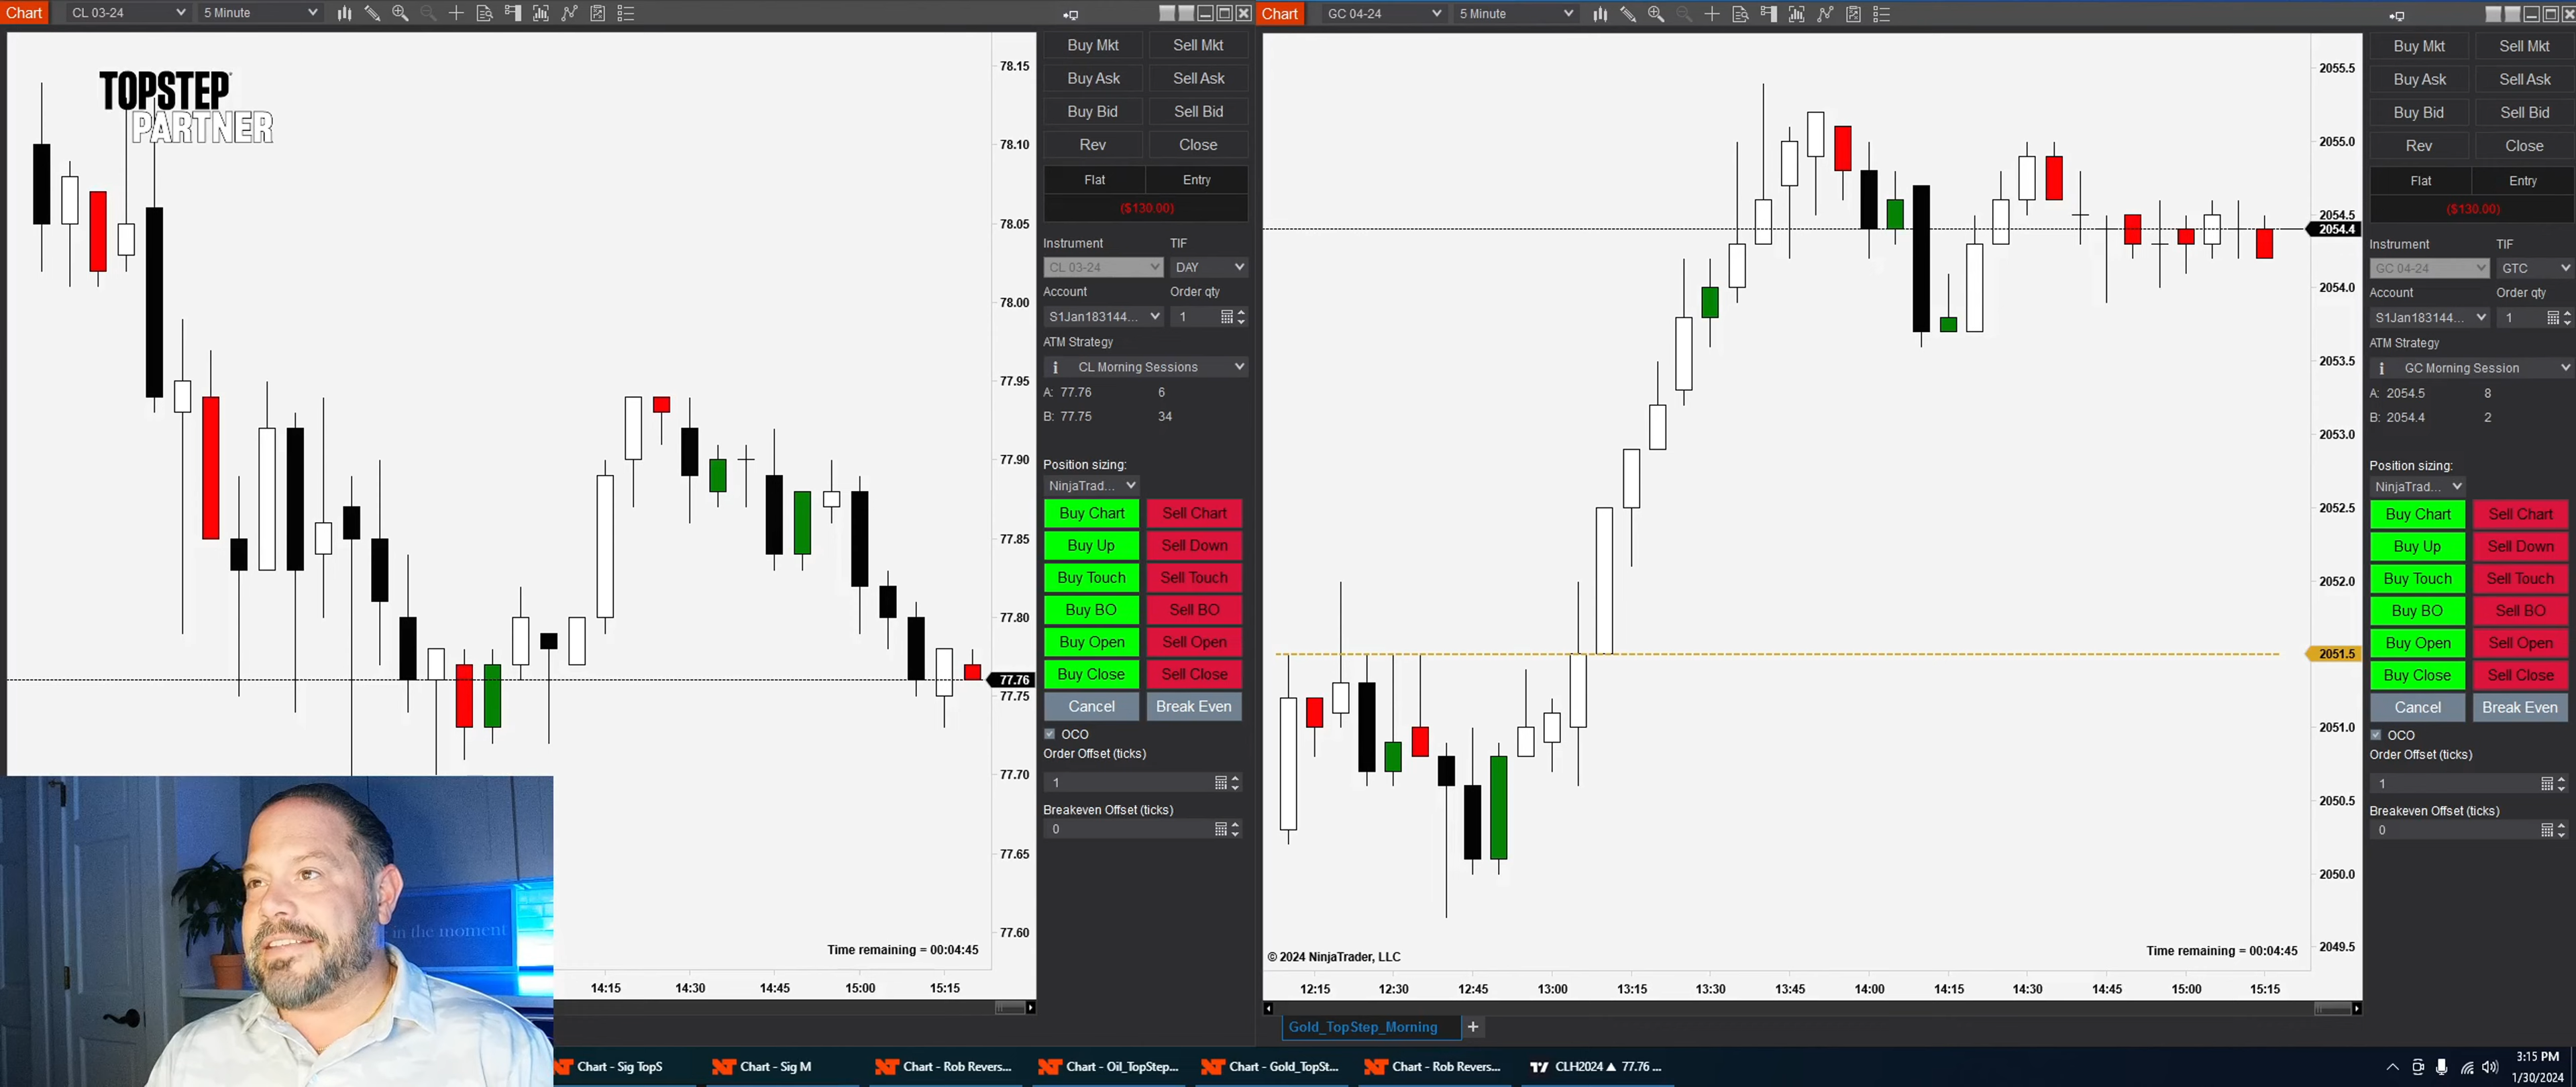 Chart
CL 03-24
5 Minute
TOPSTEP
PARTNER
78.15
78.10
78.05
78.00
77.95
77.90
77.85
77.80
77.76
77.75
77.70
77.65
77.60
Time remaining = 00:04:45
14:15
14:30
14:45
15:00
15:15
in the moment
Buy Mkt
Sell Mkt
Buy Ask
Sell Ask
Buy Bid
Sell Bid
Rev
Close
Flat
Entry
($130.00)
Instrument
TIF
CL 03-24
DAY
Account
Order qty
S1Jan183144...
1
ATM Strategy
CL Morning Sessions
A: 77.76 6
B: 77.75 34
Position sizing:
NinjaTrad...
Buy Chart
Sell Chart
Buy Up
Sell Down
Buy Touch
Sell Touch
Buy BO
Sell BO
Buy Open
Sell Open
Buy Close
Sell Close
Cancel
Break Even
OCO
Order Offset (ticks)
1
Breakeven Offset (ticks)
0
Chart
GC 04-24
5 Minute
2055.5
2055.0
2054.5
2054.4
2054.0
2053.5
2053.0
2052.5
2052.0
2051.5
2051.0
2050.5
2050.0
2049.5
© 2024 NinjaTrader, LLC
Time remaining = 00:04:45
12:15
12:30
12:45
13:00
13:15
13:30
13:45
14:00
14:15
14:30
14:45
15:00
15:15
Gold_TopStep_Morning
+
Buy Mkt
Sell Mkt
Buy Ask
Sell Ask
Buy Bid
Sell Bid
Rev
Close
Flat
Entry
($130.00)
Instrument
TIF
GC 04-24
GTC
Account
Order qty
S1Jan183144...
1
ATM Strategy
GC Morning Session
A: 2054.5 8
B: 2054.4 2
Position sizing:
NinjaTrad...
Buy Chart
Sell Chart
Buy Up
Sell Down
Buy Touch
Sell Touch
Buy BO
Sell BO
Buy Open
Sell Open
Buy Close
Sell Close
Cancel
Break Even
OCO
Order Offset (ticks)
1
Breakeven Offset (ticks)
0
Chart - Sig TopS
Chart - Sig M
Chart - Rob Revers...
Chart - Oil_TopStep...
Chart - Gold_TopSt...
Chart - Rob Revers...
CLH2024 ▲ 77.76 ...
3:15 PM
1/30/2024